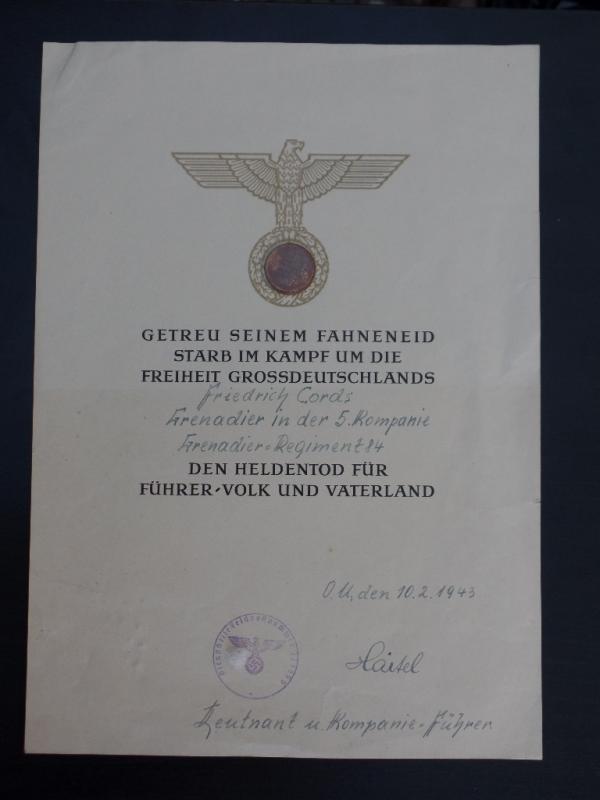 GETREU SEINEM FAHNENEID
STARB IM KAMPF UM DIE
FREIHEIT GROSSDEUTSCHLANDS
Friedrich Cords
Grenadier in der 5. Kompanie
Grenadier-Regiment 84
DEN HELDENTOD FÜR
FÜHRER-VOLK UND VATERLAND
O.U., den 10.2.1943
Härtel
Leutnant u. Kompanie-Führer